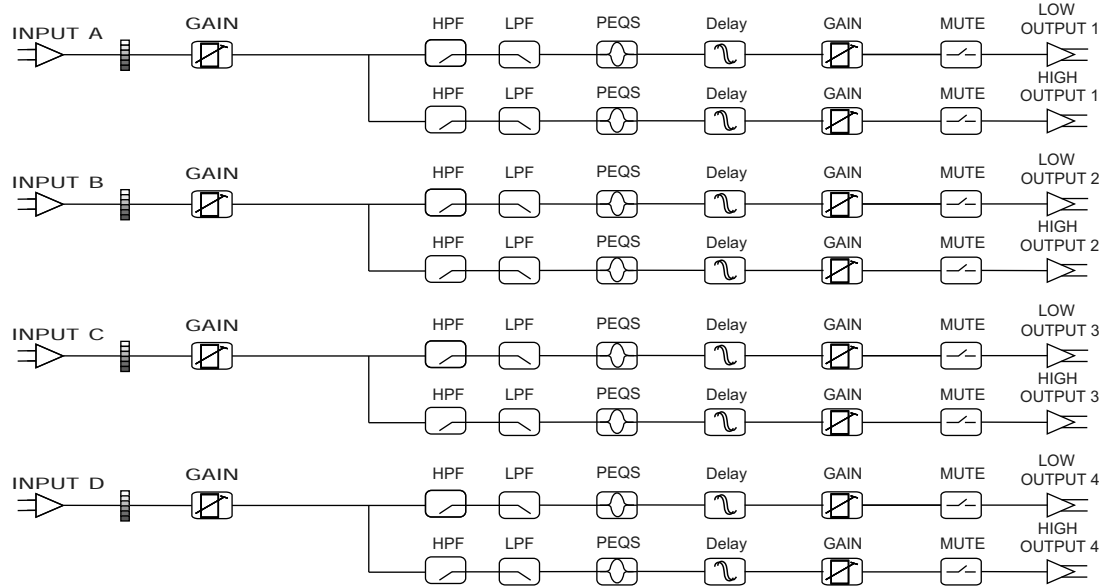 INPUT A GAIN HPF LPF PEQS Delay GAIN MUTE LOW OUTPUT 1
HPF LPF PEQS Delay GAIN MUTE HIGH OUTPUT 1
INPUT B GAIN HPF LPF PEQS Delay GAIN MUTE LOW OUTPUT 2
HPF LPF PEQS Delay GAIN MUTE HIGH OUTPUT 2
INPUT C GAIN HPF LPF PEQS Delay GAIN MUTE LOW OUTPUT 3
HPF LPF PEQS Delay GAIN MUTE HIGH OUTPUT 3
INPUT D GAIN HPF LPF PEQS Delay GAIN MUTE LOW OUTPUT 4
HPF LPF PEQS Delay GAIN MUTE HIGH OUTPUT 4